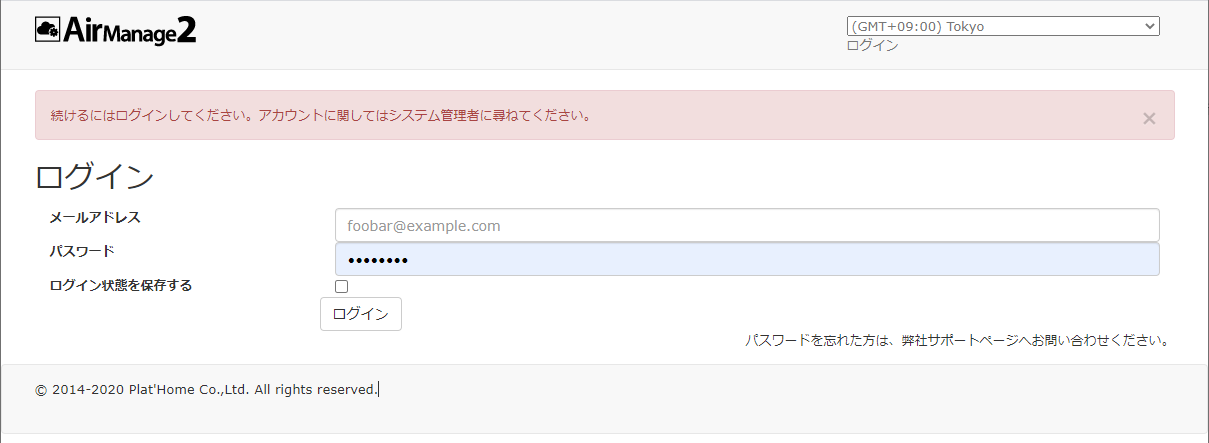 AirManage2
(GMT+09:00) Tokyo
ログイン
続けるにはログインしてください。アカウントに関してはシステム管理者に尋ねてください。
×
ログイン
メールアドレス
foobar@example.com
パスワード
••••••••
ログイン状態を保存する
ログイン
パスワードを忘れた方は、弊社サポートページへお問い合わせください。
© 2014-2020 Plat'Home Co.,Ltd. All rights reserved.